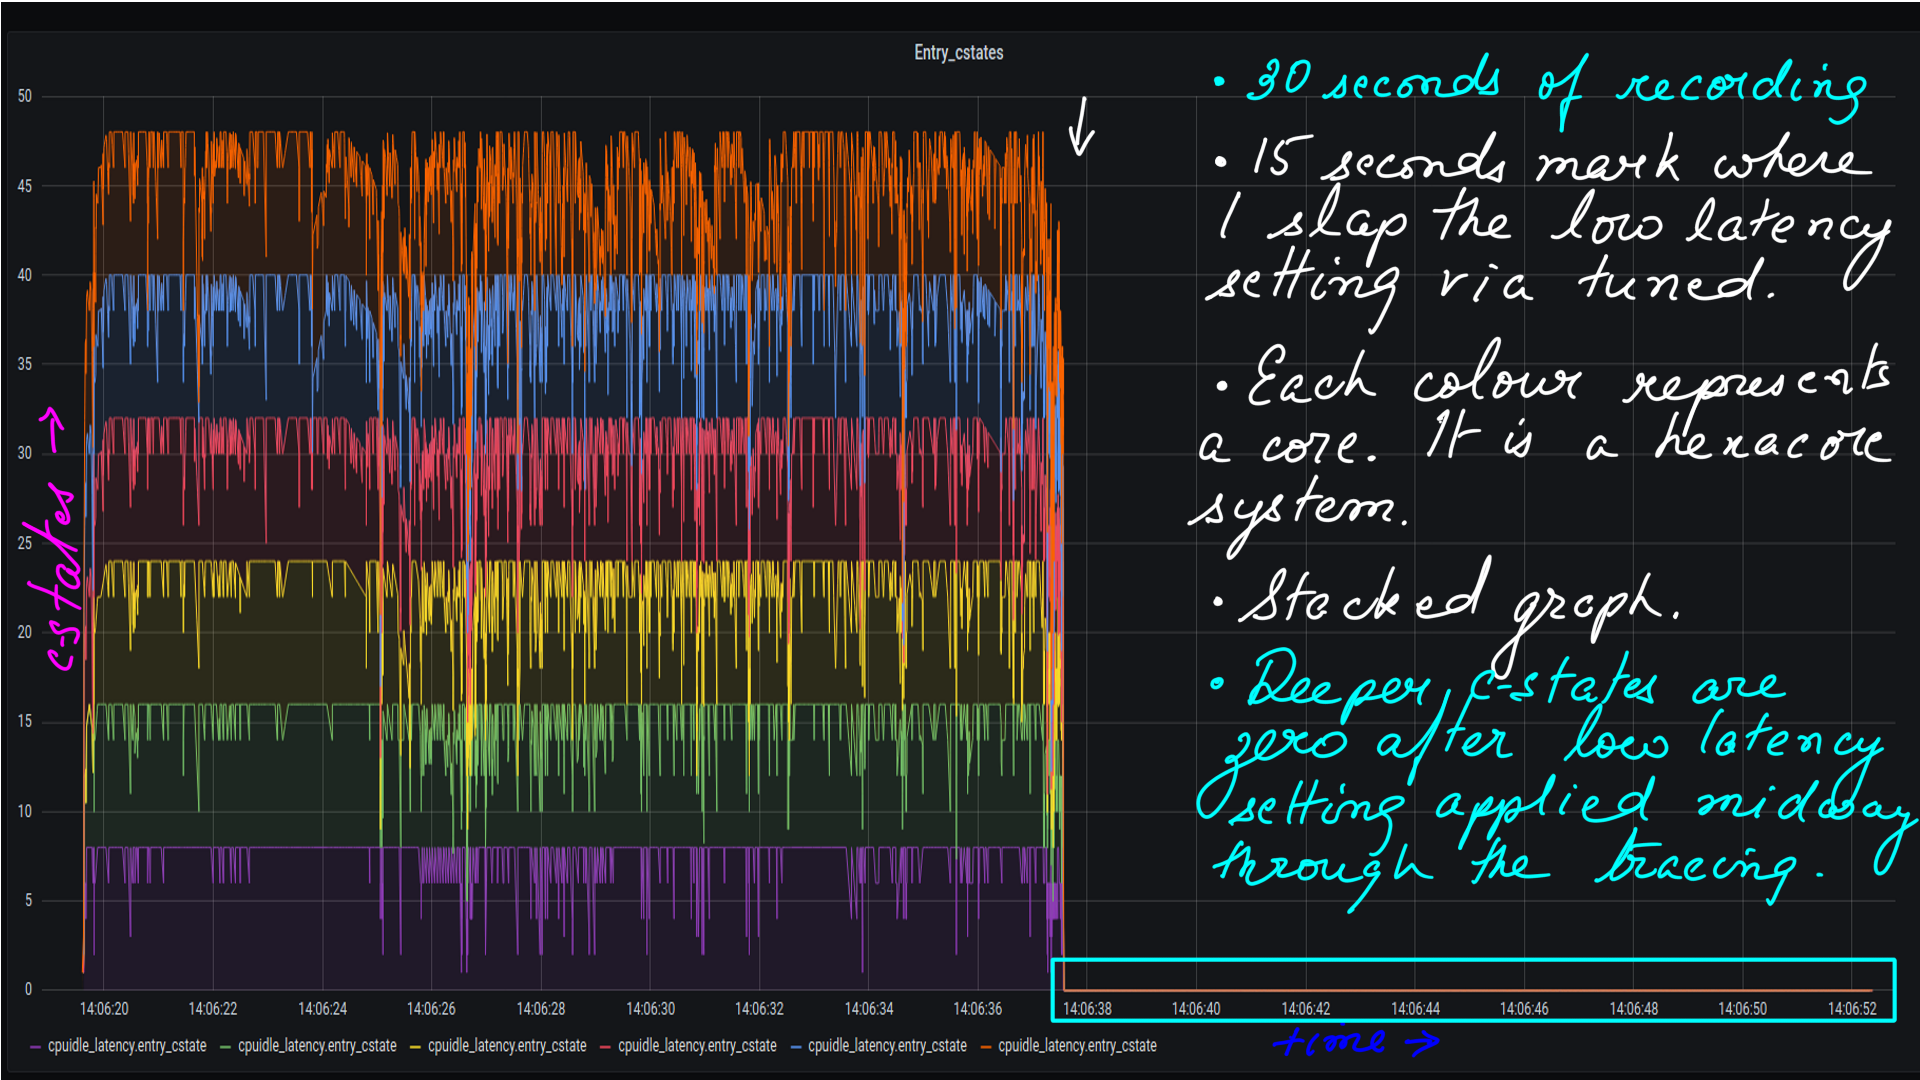 Entry_cstates
50
45
40
35
30
25
20
15
10
5
0
c-states →
• 30 seconds of recording
• 15 seconds mark where
I slap the low latency
setting via tuned.
• Each colour represents
a core. It is a hexacore
system.
• Stacked graph.
• Deeper, c-states are
zero after low latency
setting applied midway
through the tracing.
14:06:20 14:06:22 14:06:24 14:06:26 14:06:28 14:06:30 14:06:32 14:06:34 14:06:36 14:06:38 14:06:40 14:06:42 14:06:44 14:06:46 14:06:48 14:06:50 14:06:52
time →
cpuidle_latency.entry_cstate cpuidle_latency.entry_cstate cpuidle_latency.entry_cstate cpuidle_latency.entry_cstate cpuidle_latency.entry_cstate cpuidle_latency.entry_cstate